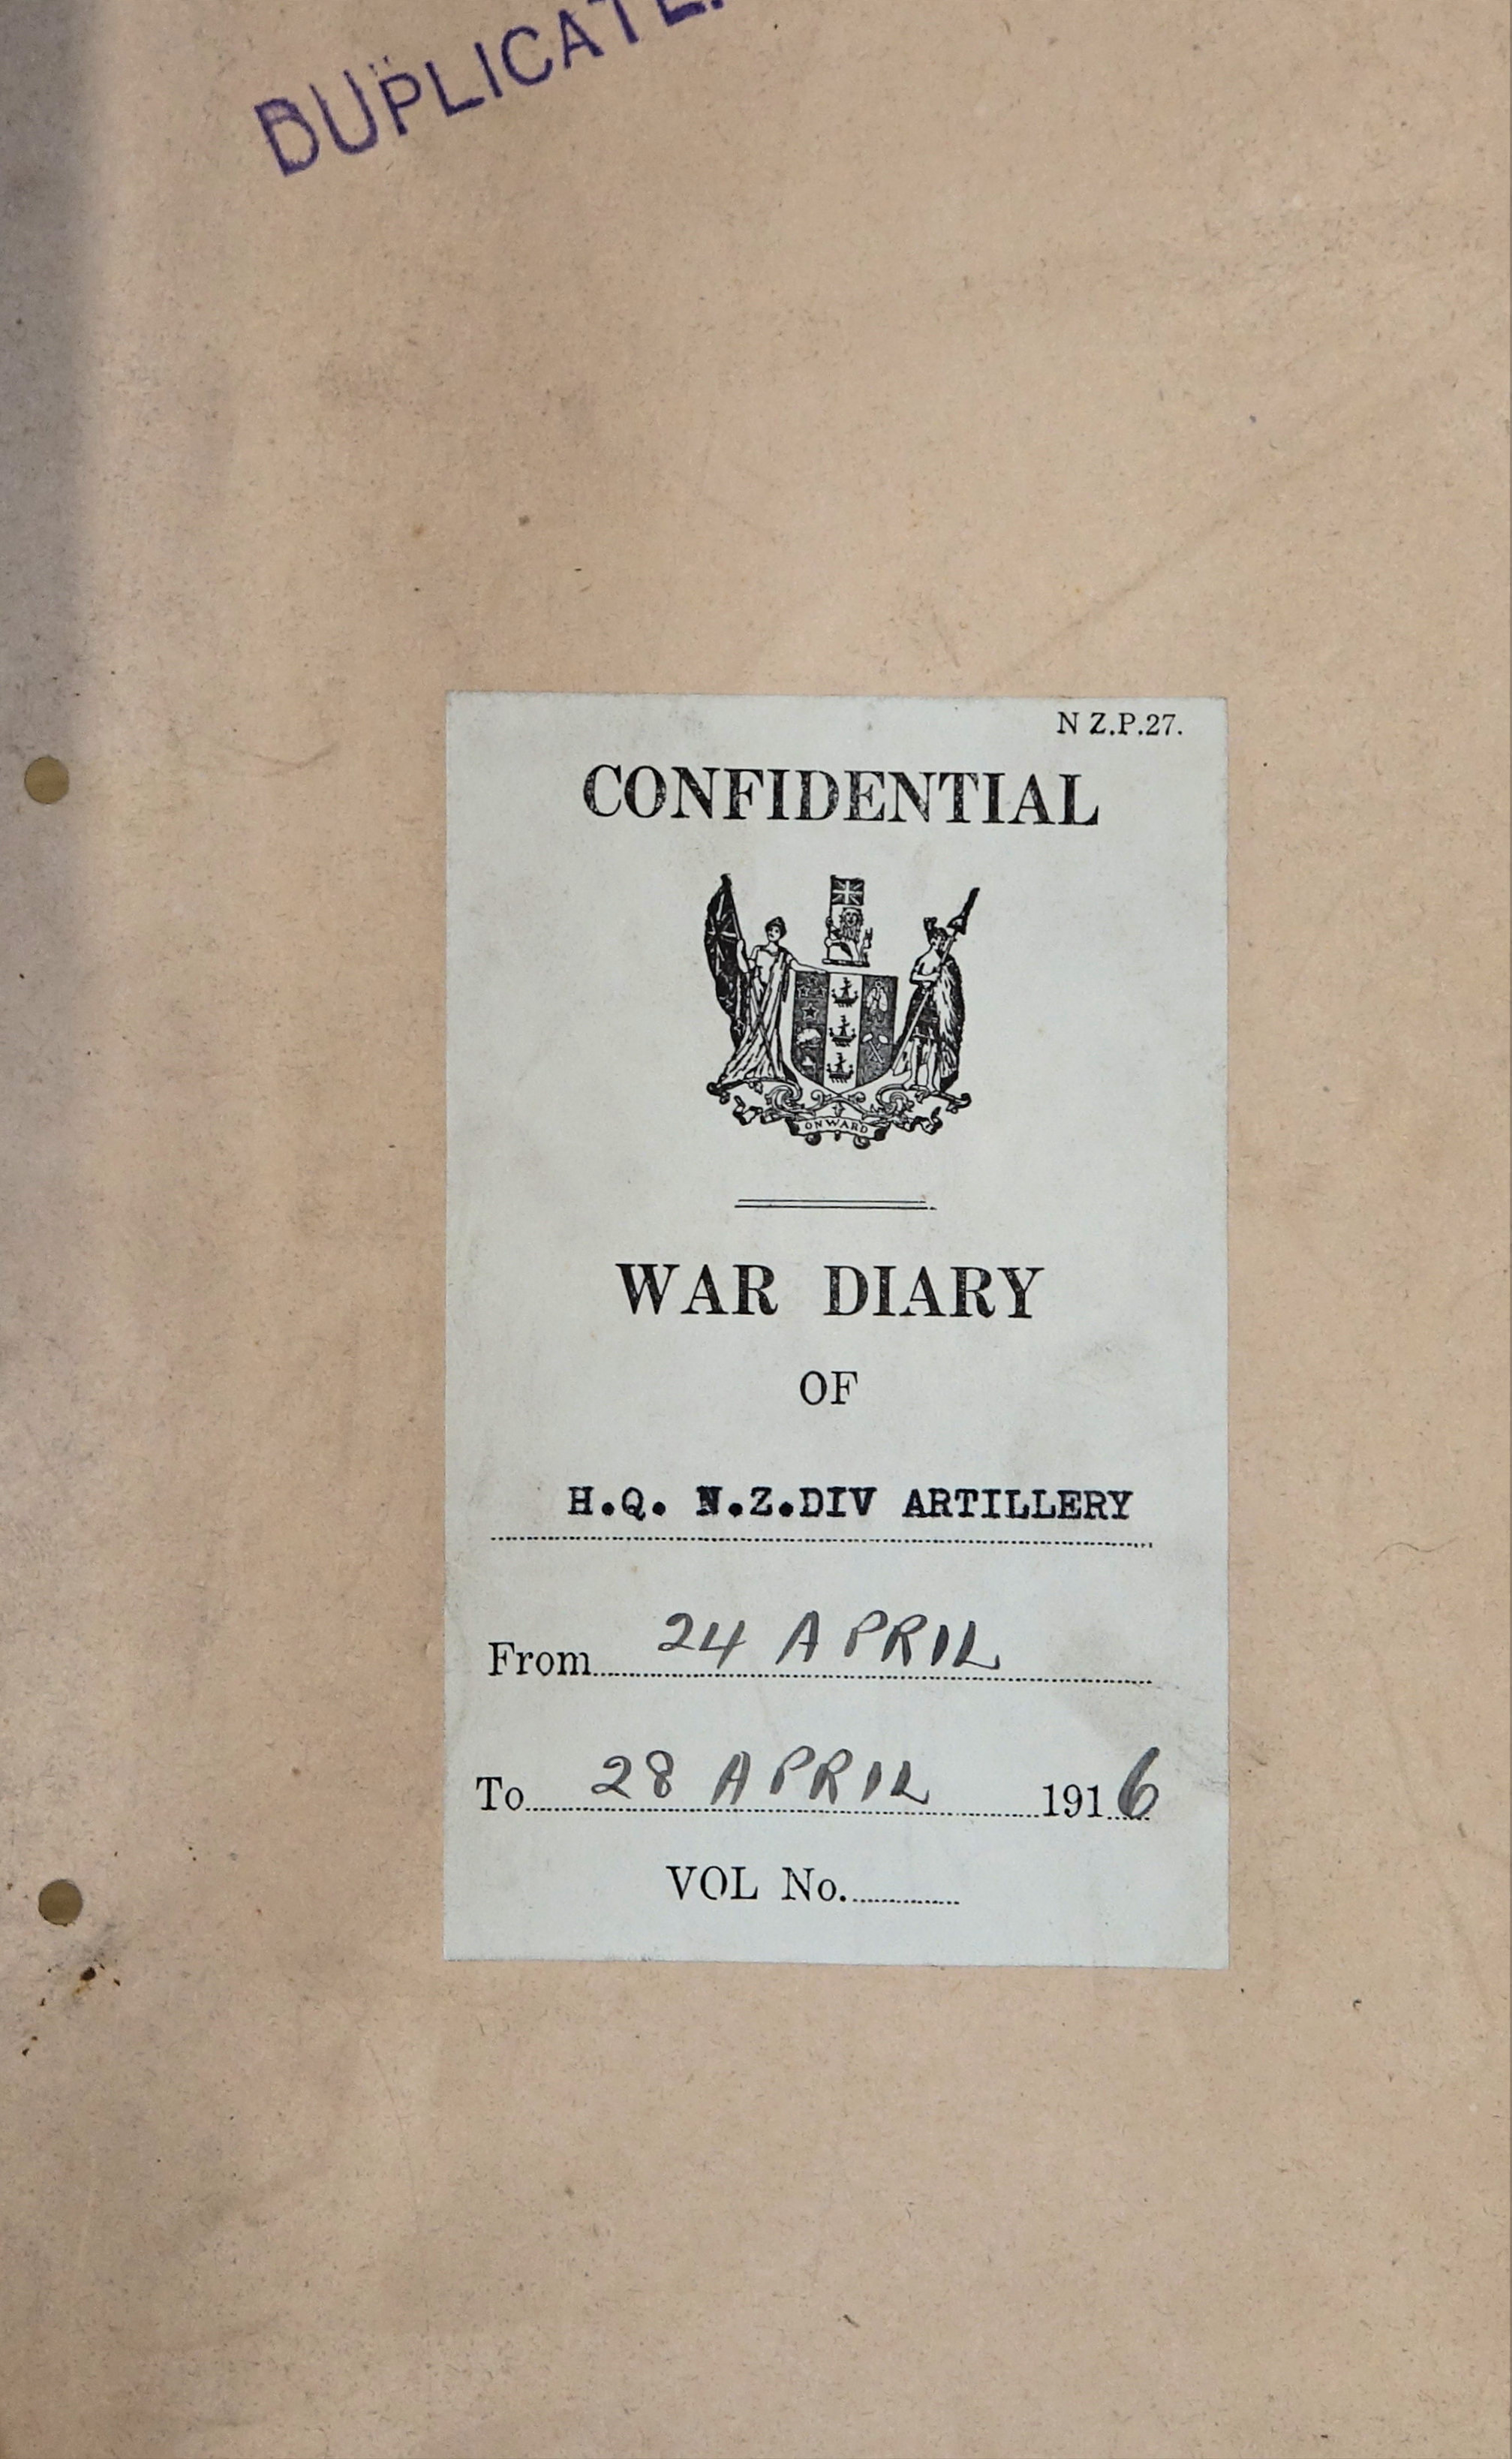 DUPLICATE.
N Z.P.27.
CONFIDENTIAL
ONWARD
WAR DIARY
OF
H.Q. N.Z.DIV ARTILLERY
From 24 APRIL
To 28 APRIL 1916
VOL No.